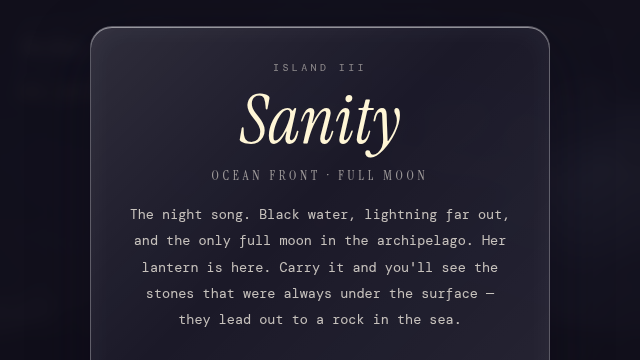 ISLAND III
Sanity
OCEAN FRONT · FULL MOON
The night song. Black water, lightning far out,
and the only full moon in the archipelago. Her
lantern is here. Carry it and you'll see the
stones that were always under the surface —
they lead out to a rock in the sea.